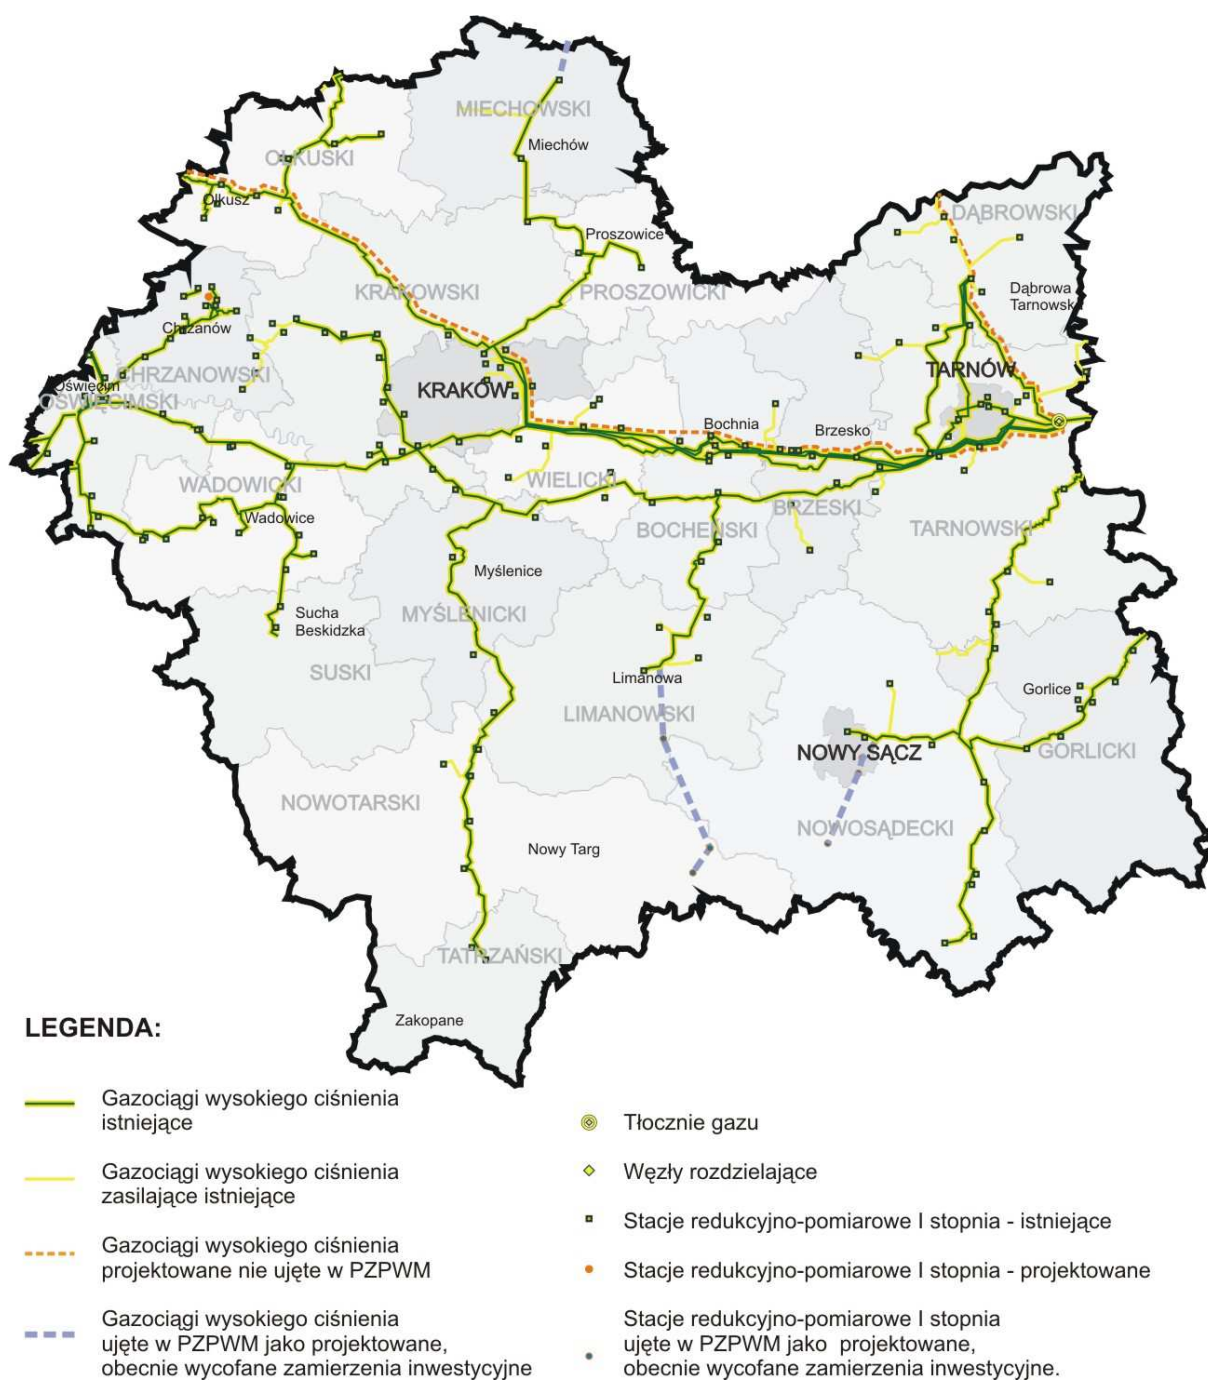 MIECHOWSKI
Miechów
OLKUSKI
Olkusz
DĄBROWSKI
Proszowice
KRAKOWSKI
PROSZOWICKI
Dąbrowa
Tarnowska
Chrzanów
CHRZANOWSKI
TARNÓW
Oświęcim
OŚWIĘCIMSKI
KRAKÓW
Bochnia
Brzesko
WADOWICKI
WIELICKI
BRZESKI
Wadowice
BOCHEŃSKI
TARNOWSKI
Myślenice
Sucha
Beskidzka
MYŚLENICKI
SUSKI
Limanowa
Gorlice
LIMANOWSKI
NOWY SĄCZ
GORLICKI
NOWOTARSKI
NOWOSĄDECKI
Nowy Targ
TATRZAŃSKI
Zakopane
LEGENDA:
Gazociągi wysokiego ciśnienia
istniejące
Gazociągi wysokiego ciśnienia
zasilające istniejące
Gazociągi wysokiego ciśnienia
projektowane nie ujęte w PZPWM
Gazociągi wysokiego ciśnienia
ujęte w PZPWM jako projektowane,
obecnie wycofane zamierzenia inwestycyjne
Tłocznie gazu
Węzły rozdzielające
Stacje redukcyjno-pomiarowe I stopnia - istniejące
Stacje redukcyjno-pomiarowe I stopnia - projektowane
Stacje redukcyjno-pomiarowe I stopnia
ujęte w PZPWM jako projektowane,
obecnie wycofane zamierzenia inwestycyjne.